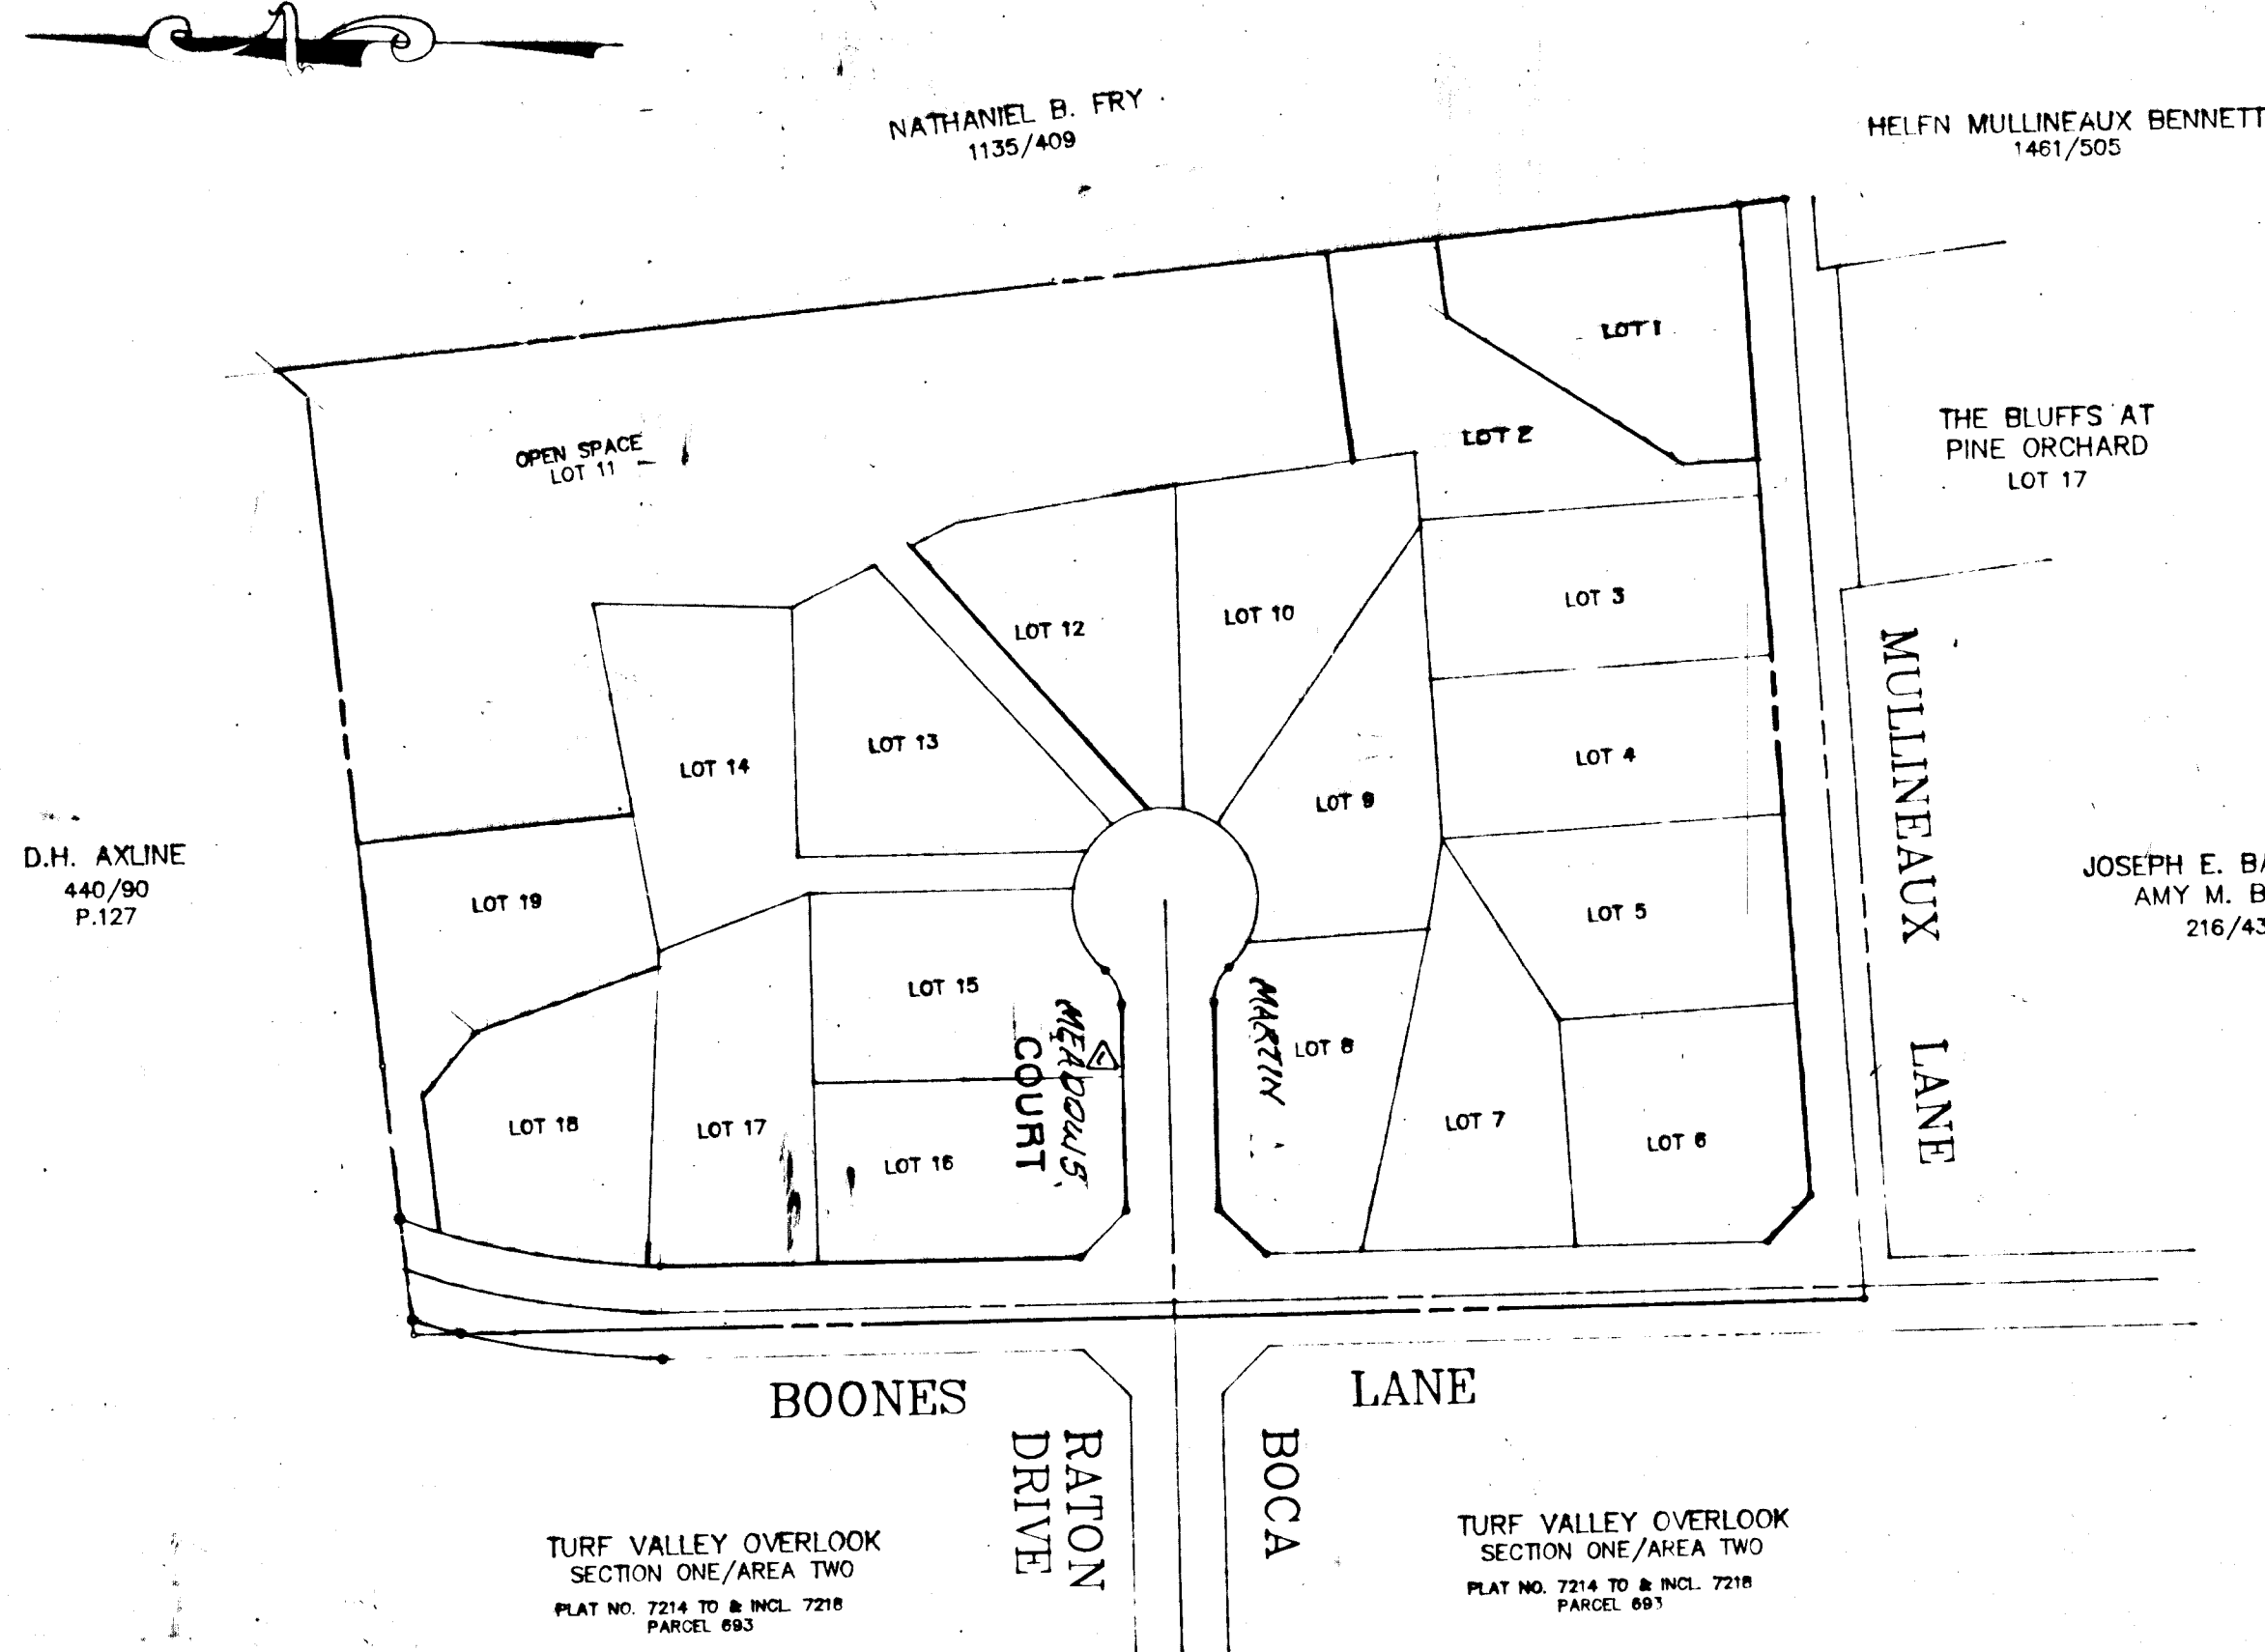 NATHANIEL B. FRY
1135/409
HELEN MULLINEAUX BENNETT
1461/505
LOT 1
OPEN SPACE
LOT 11
LOT 2
THE BLUFFS AT
PINE ORCHARD
LOT 17
LOT 3
LOT 12
LOT 10
LOT 13
LOT 14
LOT 4
LOT 9
MULLINEAUX LANE
D.H. AXLINE
440/90
P.127
JOSEPH E. BA
AMY M. B
216/43
LOT 19
LOT 5
LOT 15
MARTIN
MEADOWS
COURT
LOT 8
LOT 18
LOT 17
LOT 16
LOT 7
LOT 6
BOONES LANE
BOCA
RATON
DRIVE
TURF VALLEY OVERLOOK
SECTION ONE/AREA TWO
PLAT NO. 7214 TO & INCL. 7218
PARCEL 693
TURF VALLEY OVERLOOK
SECTION ONE/AREA TWO
PLAT NO. 7214 TO & INCL. 7218
PARCEL 693